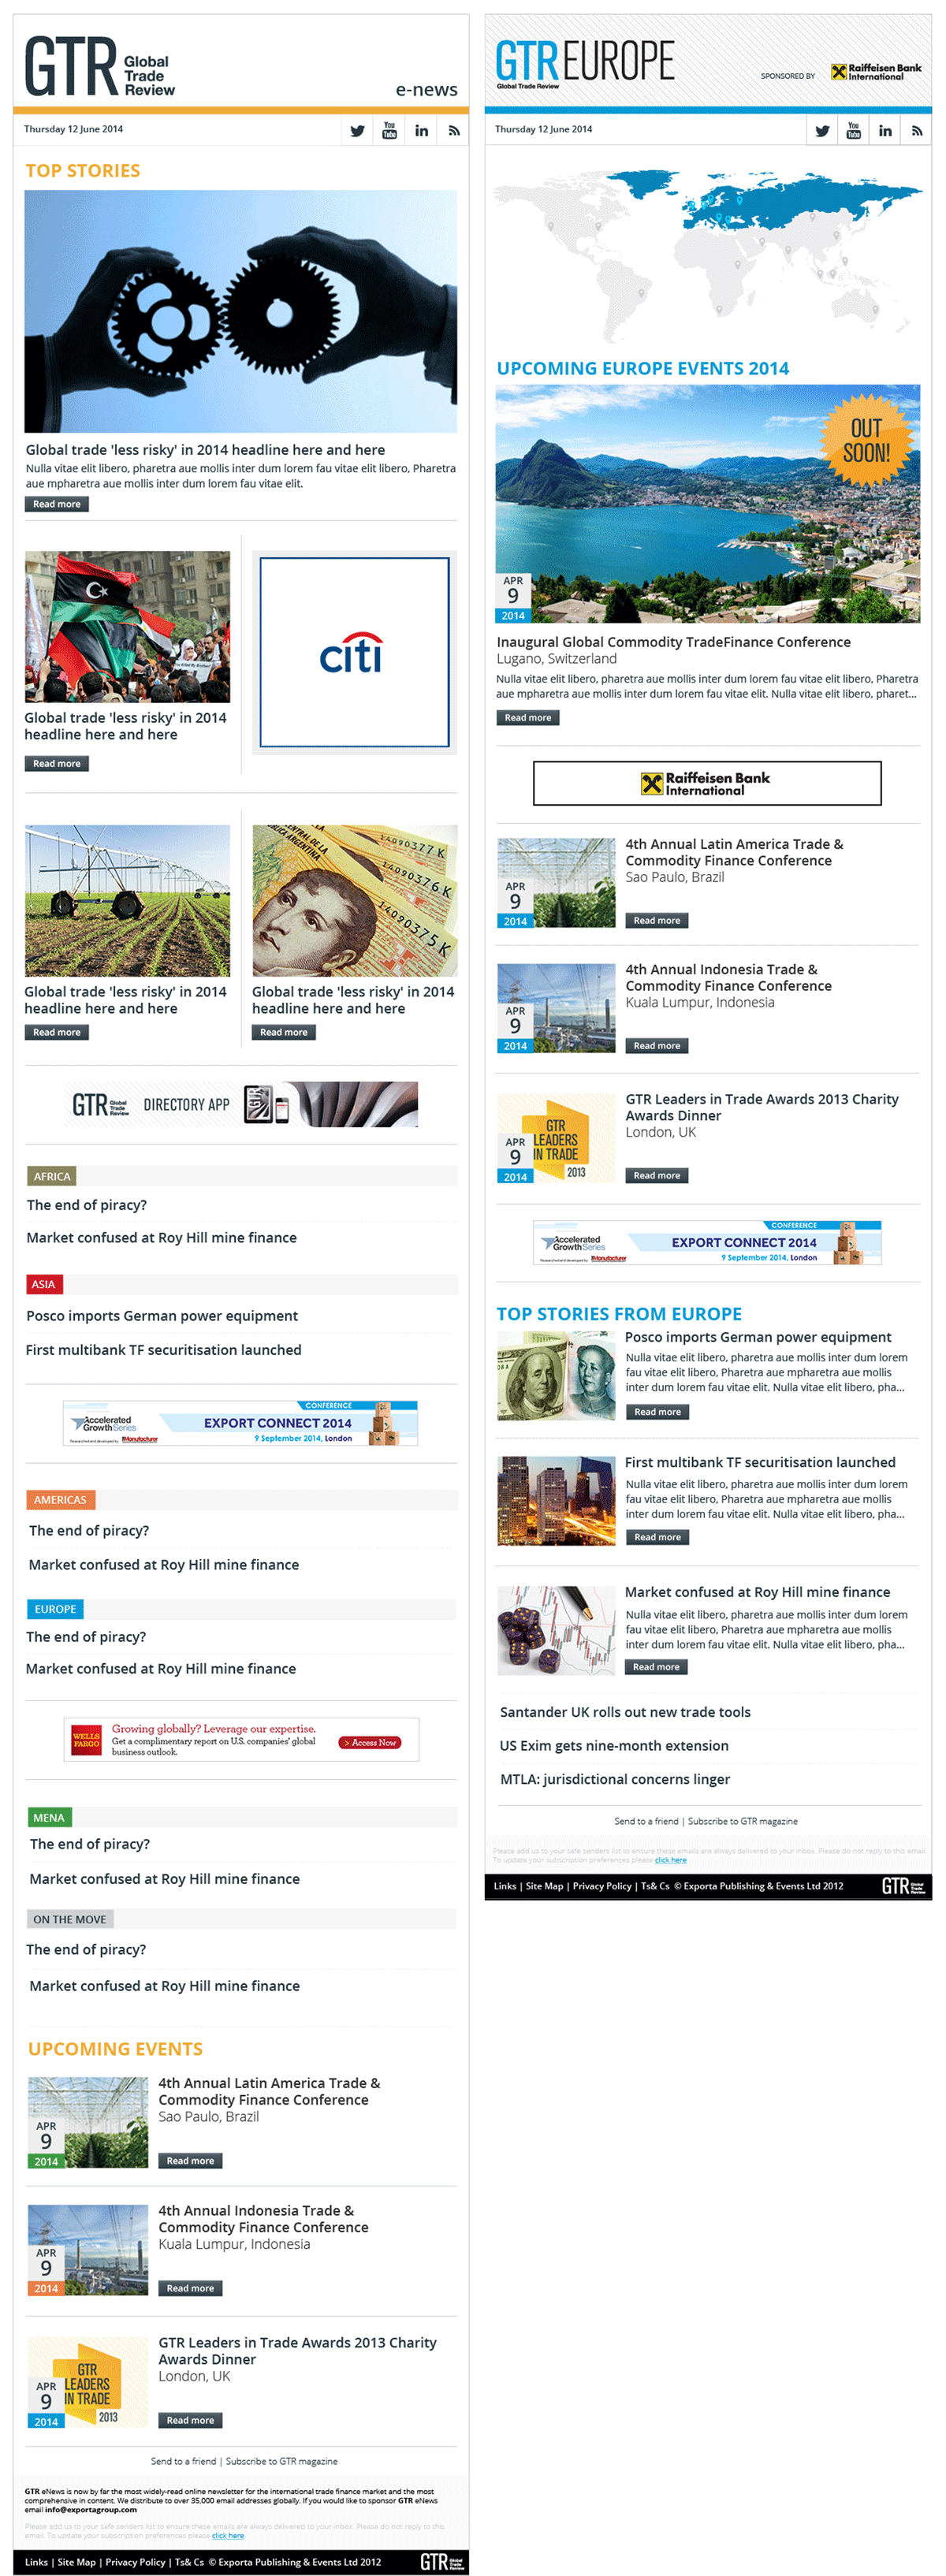 GTR Global
Trade
Review
e-news
Thursday 12 June 2014
You
Tube
in
TOP STORIES
Global trade 'less risky' in 2014 headline here and here
Nulla vitae elit libero, pharetra aue mollis inter dum lorem fau vitae elit libero, Pharetra
aue mpharetra aue mollis inter dum lorem fau vitae elit.
Read more
Global trade 'less risky' in 2014
headline here and here
Read more
citi
Global trade 'less risky' in 2014
headline here and here
Read more
CENTRAL DE LA
ARGENTINA
14090377K
14090376K
14090375K
Global trade 'less risky' in 2014
headline here and here
Read more
GTR Global
Trade
Review
DIRECTORY APP
AFRICA
The end of piracy?
Market confused at Roy Hill mine finance
ASIA
Posco imports German power equipment
First multibank TF securitisation launched
Accelerated
GrowthSeries
Researched and developed by The Manufacturer
CONFERENCE
EXPORT CONNECT 2014
9 September 2014, London
AMERICAS
The end of piracy?
Market confused at Roy Hill mine finance
EUROPE
The end of piracy?
Market confused at Roy Hill mine finance
WELLS
FARGO
Growing globally? Leverage our expertise.
Get a complimentary report on U.S. companies' global
business outlook.
> Access Now
MENA
The end of piracy?
Market confused at Roy Hill mine finance
ON THE MOVE
The end of piracy?
Market confused at Roy Hill mine finance
UPCOMING EVENTS
APR
9
2014
4th Annual Latin America Trade &
Commodity Finance Conference
Sao Paulo, Brazil
Read more
APR
9
2014
4th Annual Indonesia Trade &
Commodity Finance Conference
Kuala Lumpur, Indonesia
Read more
GTR
LEADERS
IN TRADE
2013
APR
9
2014
GTR Leaders in Trade Awards 2013 Charity
Awards Dinner
London, UK
Read more
Send to a friend | Subscribe to GTR magazine
GTR eNews is now by far the most widely-read online newsletter for the international trade finance market and the most
comprehensive in content. We distribute to over 35,000 email addresses globally. If you would like to sponsor GTR eNews
email info@exportagroup.com
Please add us to your safe senders list to ensure these emails are always delivered to your inbox. Please do not reply to this
email. To update your subscription preferences please click here
Links | Site Map | Privacy Policy | Ts& Cs © Exporta Publishing & Events Ltd 2012
GTR Global
Trade
Review
GTR EUROPE
Global Trade Review
SPONSORED BY
Raiffeisen Bank
International
Thursday 12 June 2014
You
Tube
in
UPCOMING EUROPE EVENTS 2014
OUT
SOON!
APR
9
2014
Inaugural Global Commodity TradeFinance Conference
Lugano, Switzerland
Nulla vitae elit libero, pharetra aue mollis inter dum lorem fau vitae elit libero, Pharetra
aue mpharetra aue mollis inter dum lorem fau vitae elit. Nulla vitae elit libero, pharet...
Read more
Raiffeisen Bank
International
APR
9
2014
4th Annual Latin America Trade &
Commodity Finance Conference
Sao Paulo, Brazil
Read more
APR
9
2014
4th Annual Indonesia Trade &
Commodity Finance Conference
Kuala Lumpur, Indonesia
Read more
GTR
LEADERS
IN TRADE
2013
APR
9
2014
GTR Leaders in Trade Awards 2013 Charity
Awards Dinner
London, UK
Read more
Accelerated
GrowthSeries
Researched and developed by The Manufacturer
CONFERENCE
EXPORT CONNECT 2014
9 September 2014, London
TOP STORIES FROM EUROPE
Posco imports German power equipment
Nulla vitae elit libero, pharetra aue mollis inter dum lorem
fau vitae elit libero, Pharetra aue mpharetra aue mollis
inter dum lorem fau vitae elit. Nulla vitae elit libero, pha...
Read more
First multibank TF securitisation launched
Nulla vitae elit libero, pharetra aue mollis inter dum lorem
fau vitae elit libero, Pharetra aue mpharetra aue mollis
inter dum lorem fau vitae elit. Nulla vitae elit libero, pha...
Read more
Market confused at Roy Hill mine finance
Nulla vitae elit libero, pharetra aue mollis inter dum lorem
fau vitae elit libero, Pharetra aue mpharetra aue mollis
inter dum lorem fau vitae elit. Nulla vitae elit libero, pha...
Read more
Santander UK rolls out new trade tools
US Exim gets nine-month extension
MTLA: jurisdictional concerns linger
Send to a friend | Subscribe to GTR magazine
Please add us to your safe senders list to ensure these emails are always delivered to your inbox. Please do not reply to this email.
To update your subscription preferences please click here
Links | Site Map | Privacy Policy | Ts& Cs © Exporta Publishing & Events Ltd 2012
GTR Global
Trade
Review